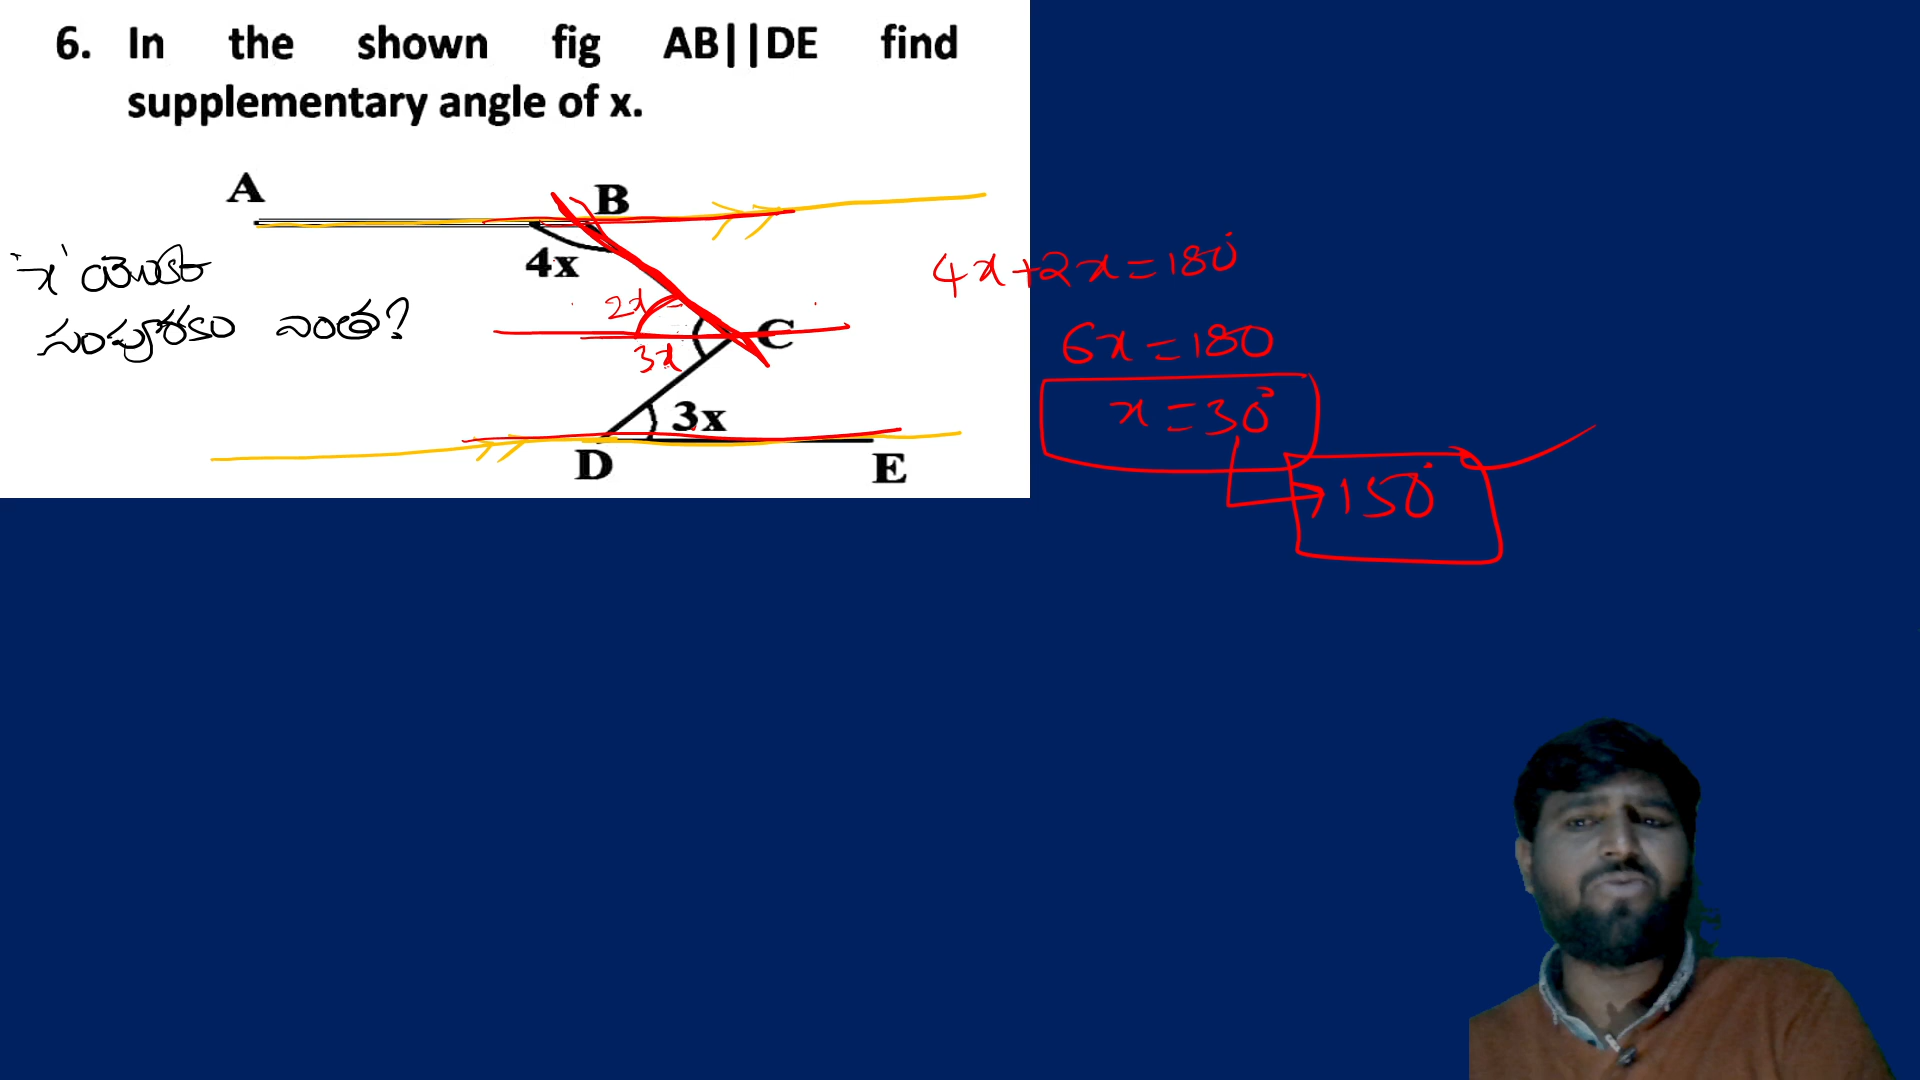 6. In the shown fig AB||DE find
supplementary angle of x.
A
B
4x
2x
C
3x
3x
D
E
'x' యొక్క
సంపూరకం ఎంత?
4x+2x=180°
6x=180
x=30°
150°